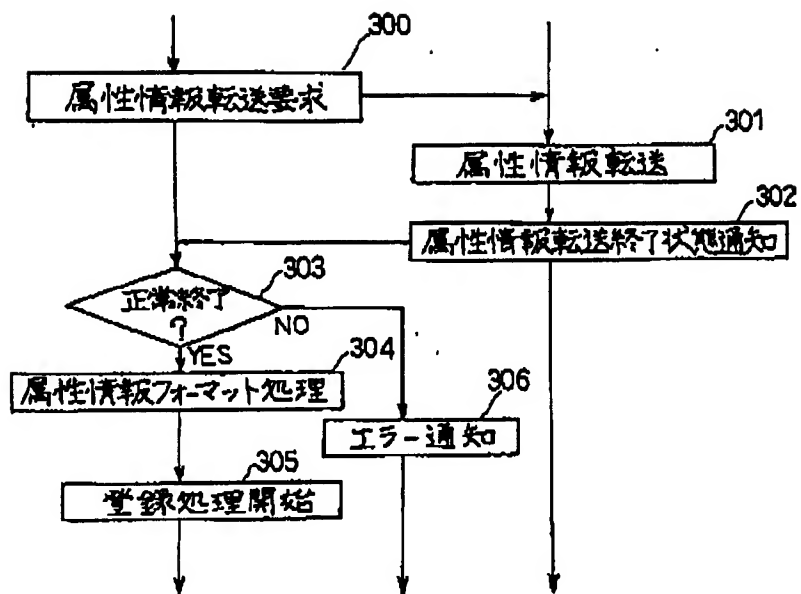 300
属性情報転送要求
301
属性情報転送
302
属性情報転送終了状態通知
303
正常終了
?
NO
YES
304
属性情報フォーマット処理
306
エラー通知
305
登録処理開始